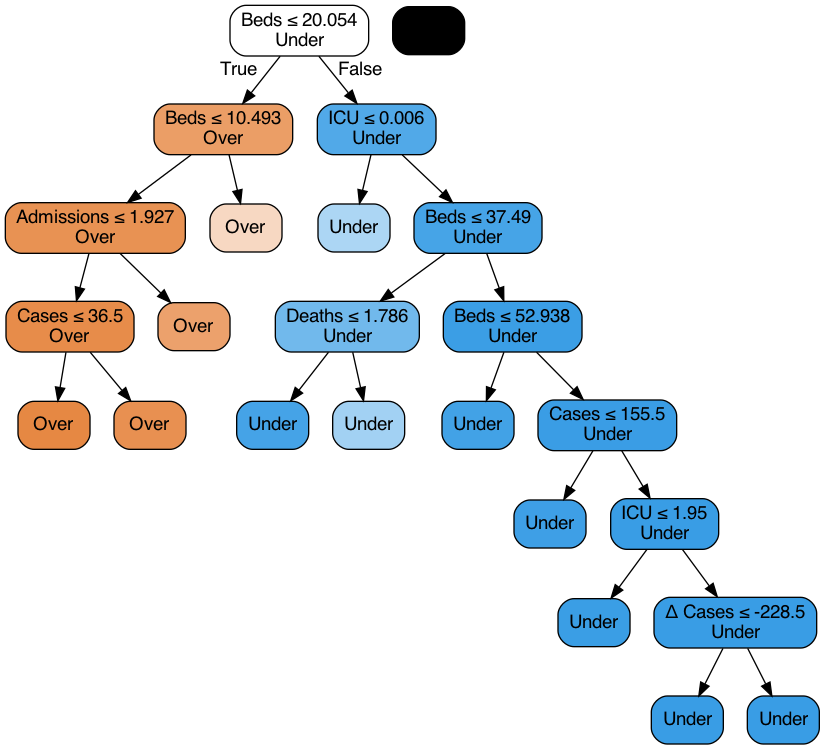 Beds ≤ 20.054
Under
True
False
Beds ≤ 10.493
Over
ICU ≤ 0.006
Under
Admissions ≤ 1.927
Over
Over
Under
Beds ≤ 37.49
Under
Cases ≤ 36.5
Over
Over
Deaths ≤ 1.786
Under
Beds ≤ 52.938
Under
Over
Over
Under
Under
Under
Cases ≤ 155.5
Under
Under
ICU ≤ 1.95
Under
Under
Δ Cases ≤ -228.5
Under
Under
Under